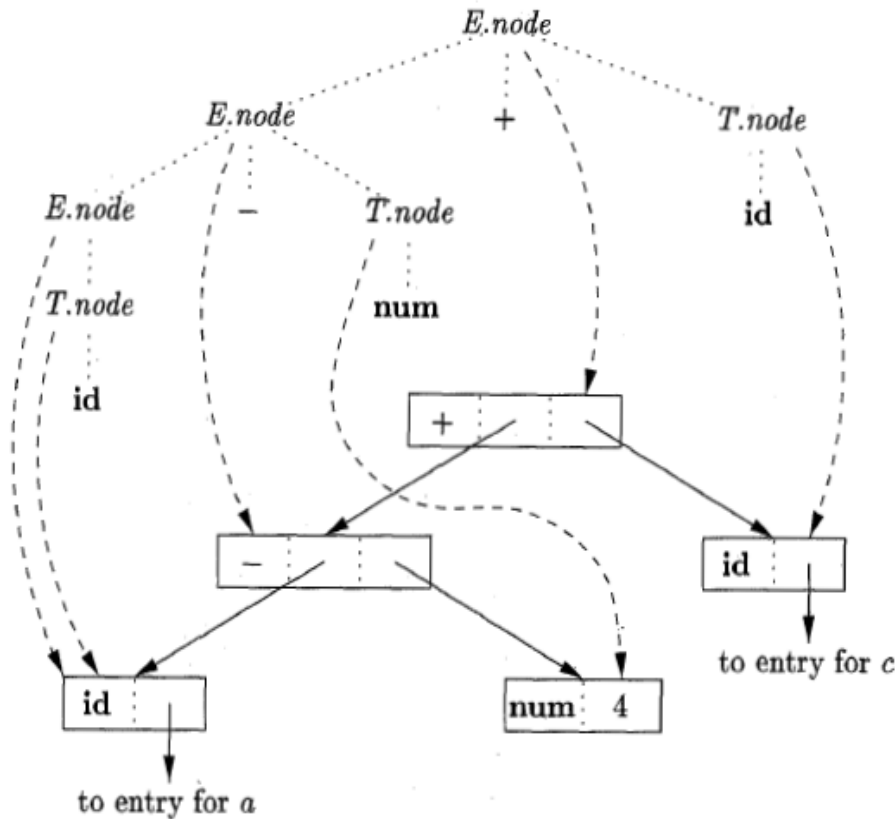 E.node
E.node + T.node
E.node − T.node id
T.node num
id
+
− id
to entry for c
id num 4
to entry for a